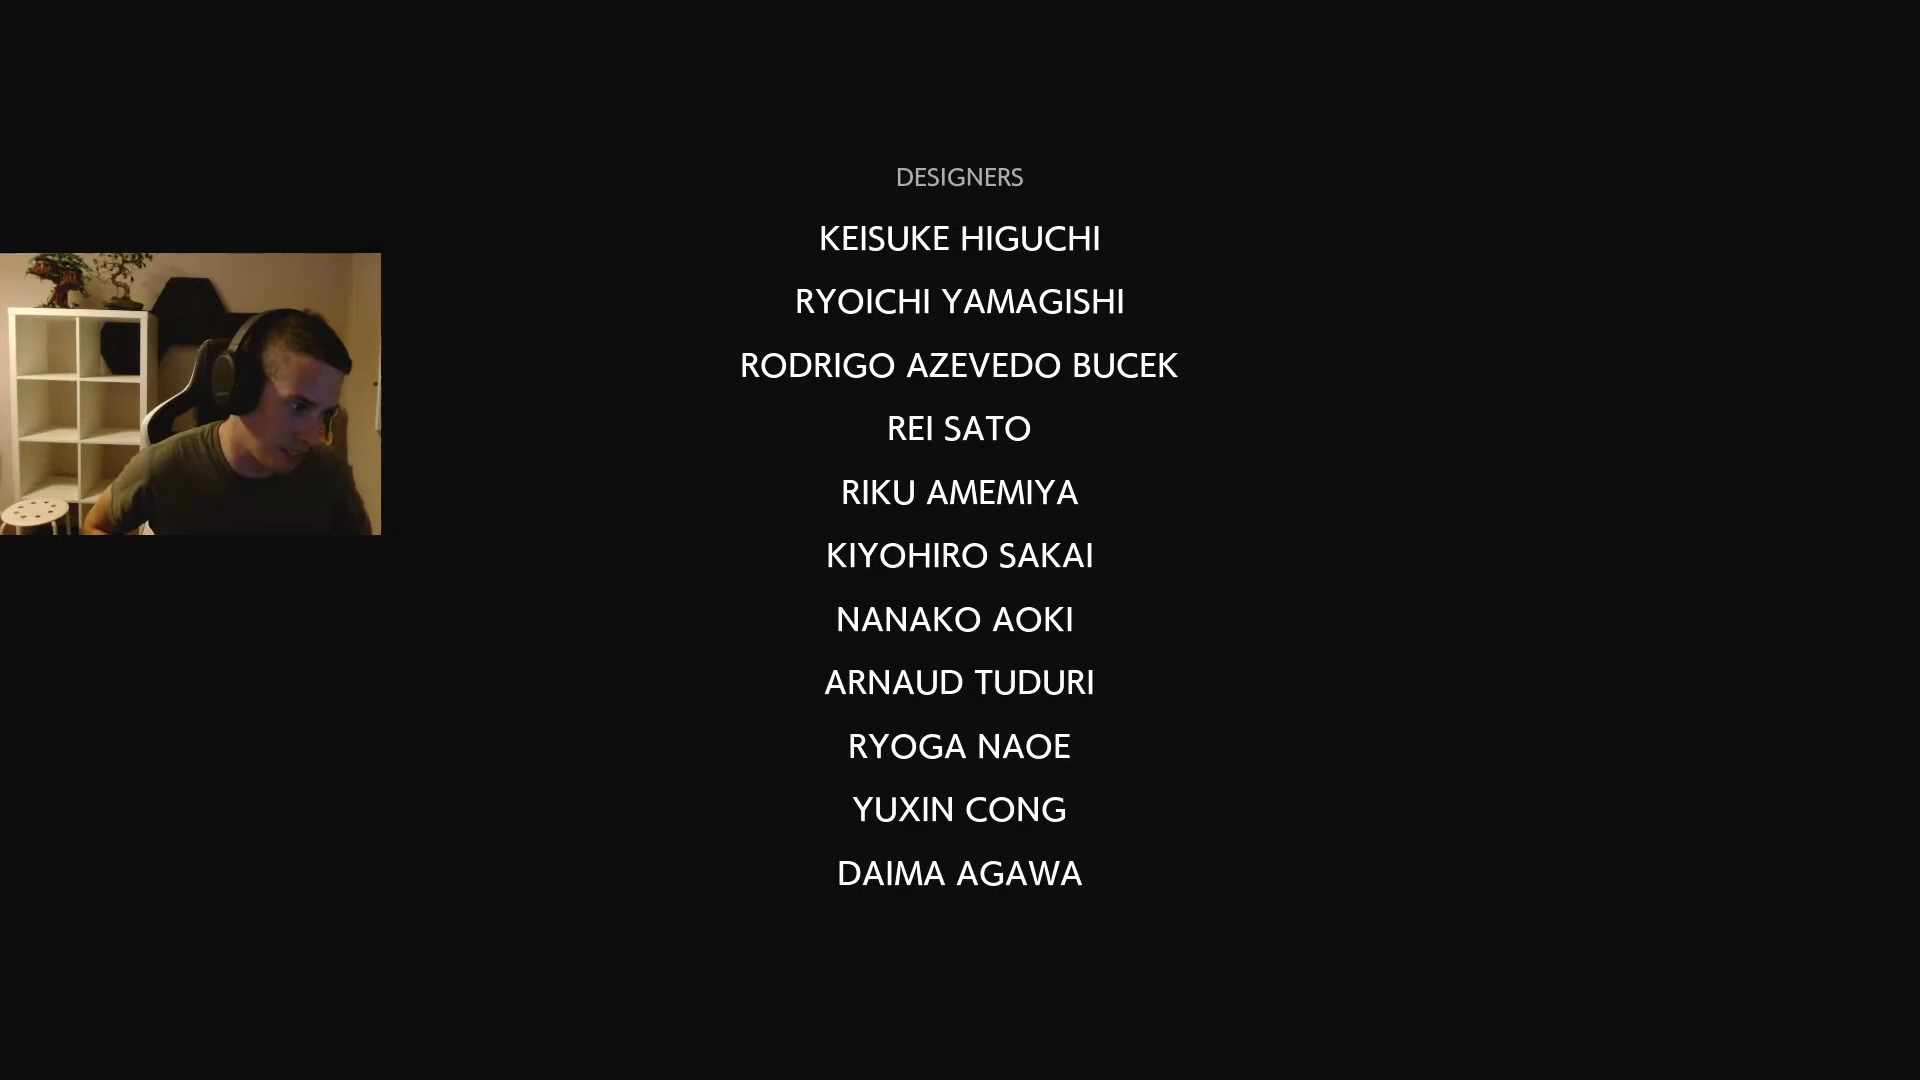 DESIGNERS
KEISUKE HIGUCHI
RYOICHI YAMAGISHI
RODRIGO AZEVEDO BUCEK
REI SATO
RIKU AMEMIYA
KIYOHIRO SAKAI
NANAKO AOKI
ARNAUD TUDURI
RYOGA NAOE
YUXIN CONG
DAIMA AGAWA